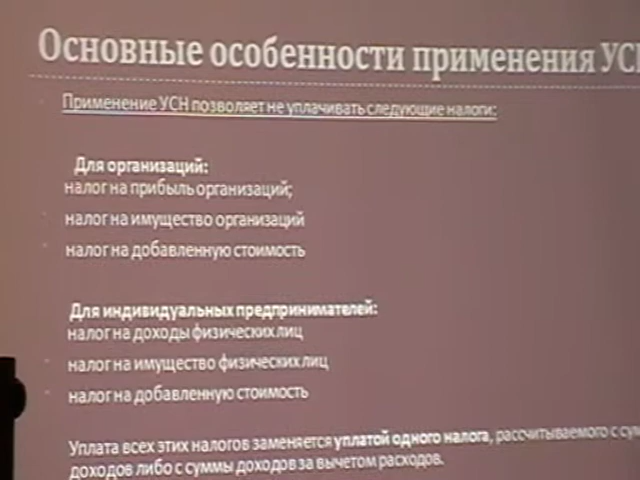 Основные особенности применения УСН
Применение УСН позволяет не уплачивать следующие налоги:
Для организаций:
налог на прибыль организаций;
налог на имущество организаций
налог на добавленную стоимость
Для индивидуальных предпринимателей:
налог на доходы физических лиц
налог на имущество физических лиц
налог на добавленную стоимость
Уплата всех этих налогов заменяется уплатой одного налога, рассчитываемого с
доходов либо с суммы доходов за вычетом расходов.